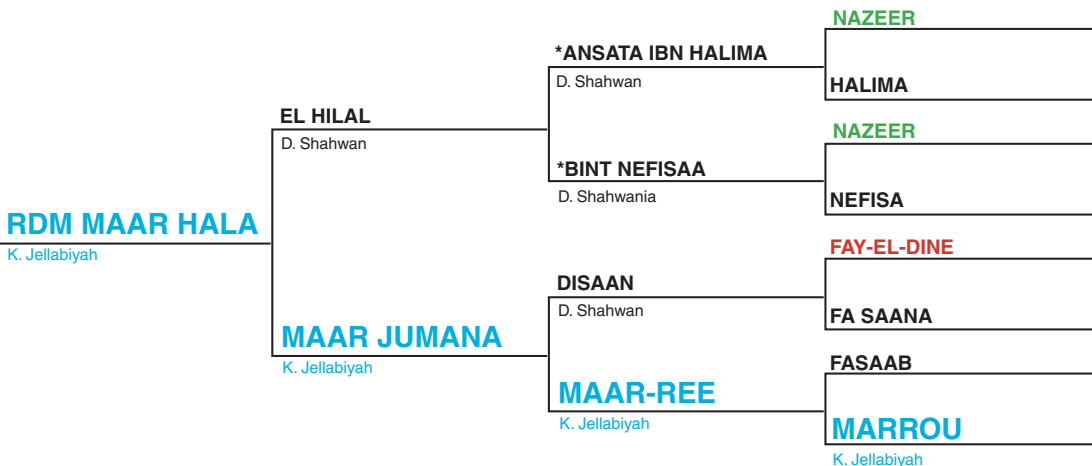 NAZEER
*ANSATA IBN HALIMA
D. Shahwan
HALIMA
EL HILAL
D. Shahwan
NAZEER
*BINT NEFISAA
D. Shahwania
NEFISA
RDM MAAR HALA
K. Jellabiyah
FAY-EL-DINE
DISAAN
D. Shahwan
FA SAANA
MAAR JUMANA
K. Jellabiyah
FASAAB
MAAR-REE
K. Jellabiyah
MARROU
K. Jellabiyah